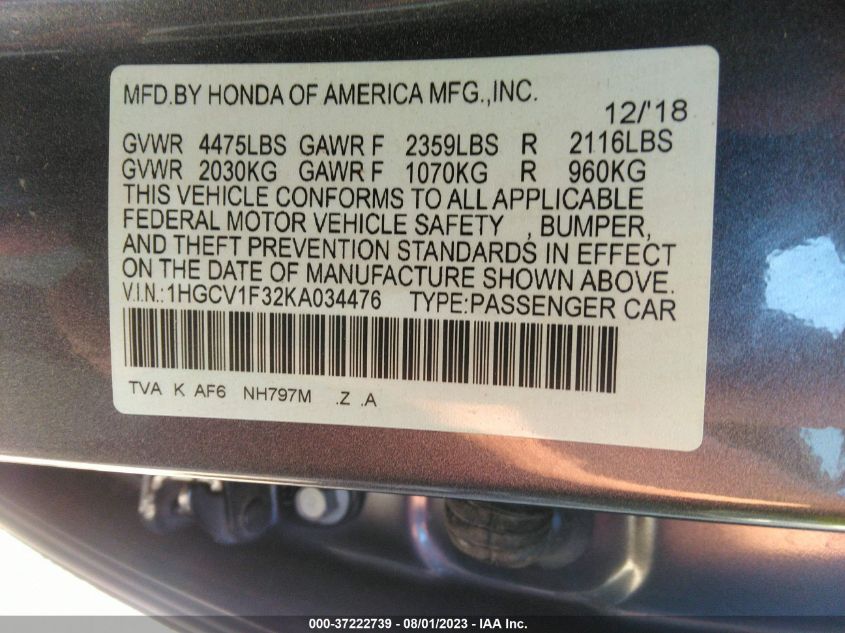 MFD.BY HONDA OF AMERICA MFG.,INC.
12/'18
GVWR 4475LBS GAWR F 2359LBS R 2116LBS
GVWR 2030KG GAWR F 1070KG R 960KG
THIS VEHICLE CONFORMS TO ALL APPLICABLE
FEDERAL MOTOR VEHICLE SAFETY , BUMPER,
AND THEFT PREVENTION STANDARDS IN EFFECT
ON THE DATE OF MANUFACTURE SHOWN ABOVE.
V.I.N.:1HGCV1F32KA034476 TYPE:PASSENGER CAR
TVA K AF6 NH797M .Z .A
000-37222739 - 08/01/2023 - IAA Inc.